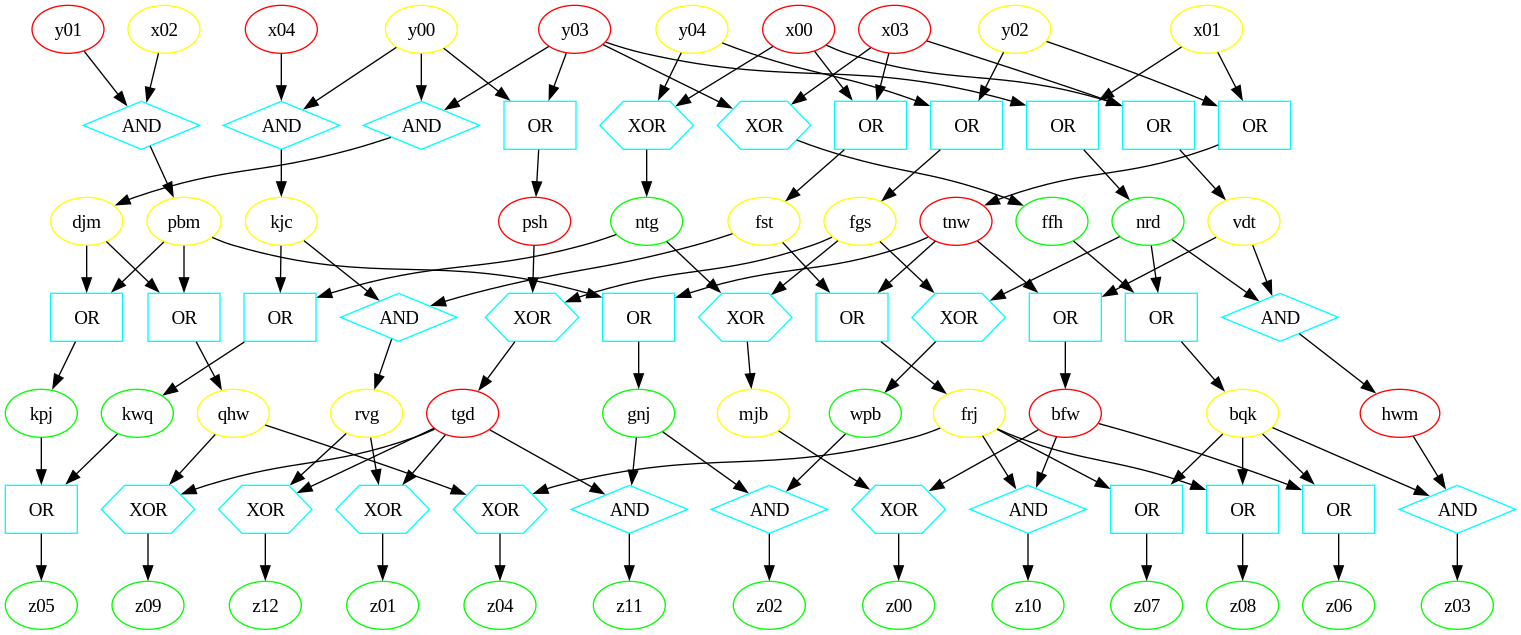 y01 x02 x04 y00 y03 y04 x00 x03 y02 x01
AND AND AND OR XOR XOR OR OR OR OR OR
djm pbm kjc psh ntg fst fgs tnw ffh nrd vdt
OR OR OR AND XOR OR XOR OR XOR OR OR AND
kpj kwq qhw rvg tgd gnj mjb wpb frj bfw bqk hwm
OR XOR XOR XOR XOR AND AND XOR AND OR OR OR AND
z05 z09 z12 z01 z04 z11 z02 z00 z10 z07 z08 z06 z03